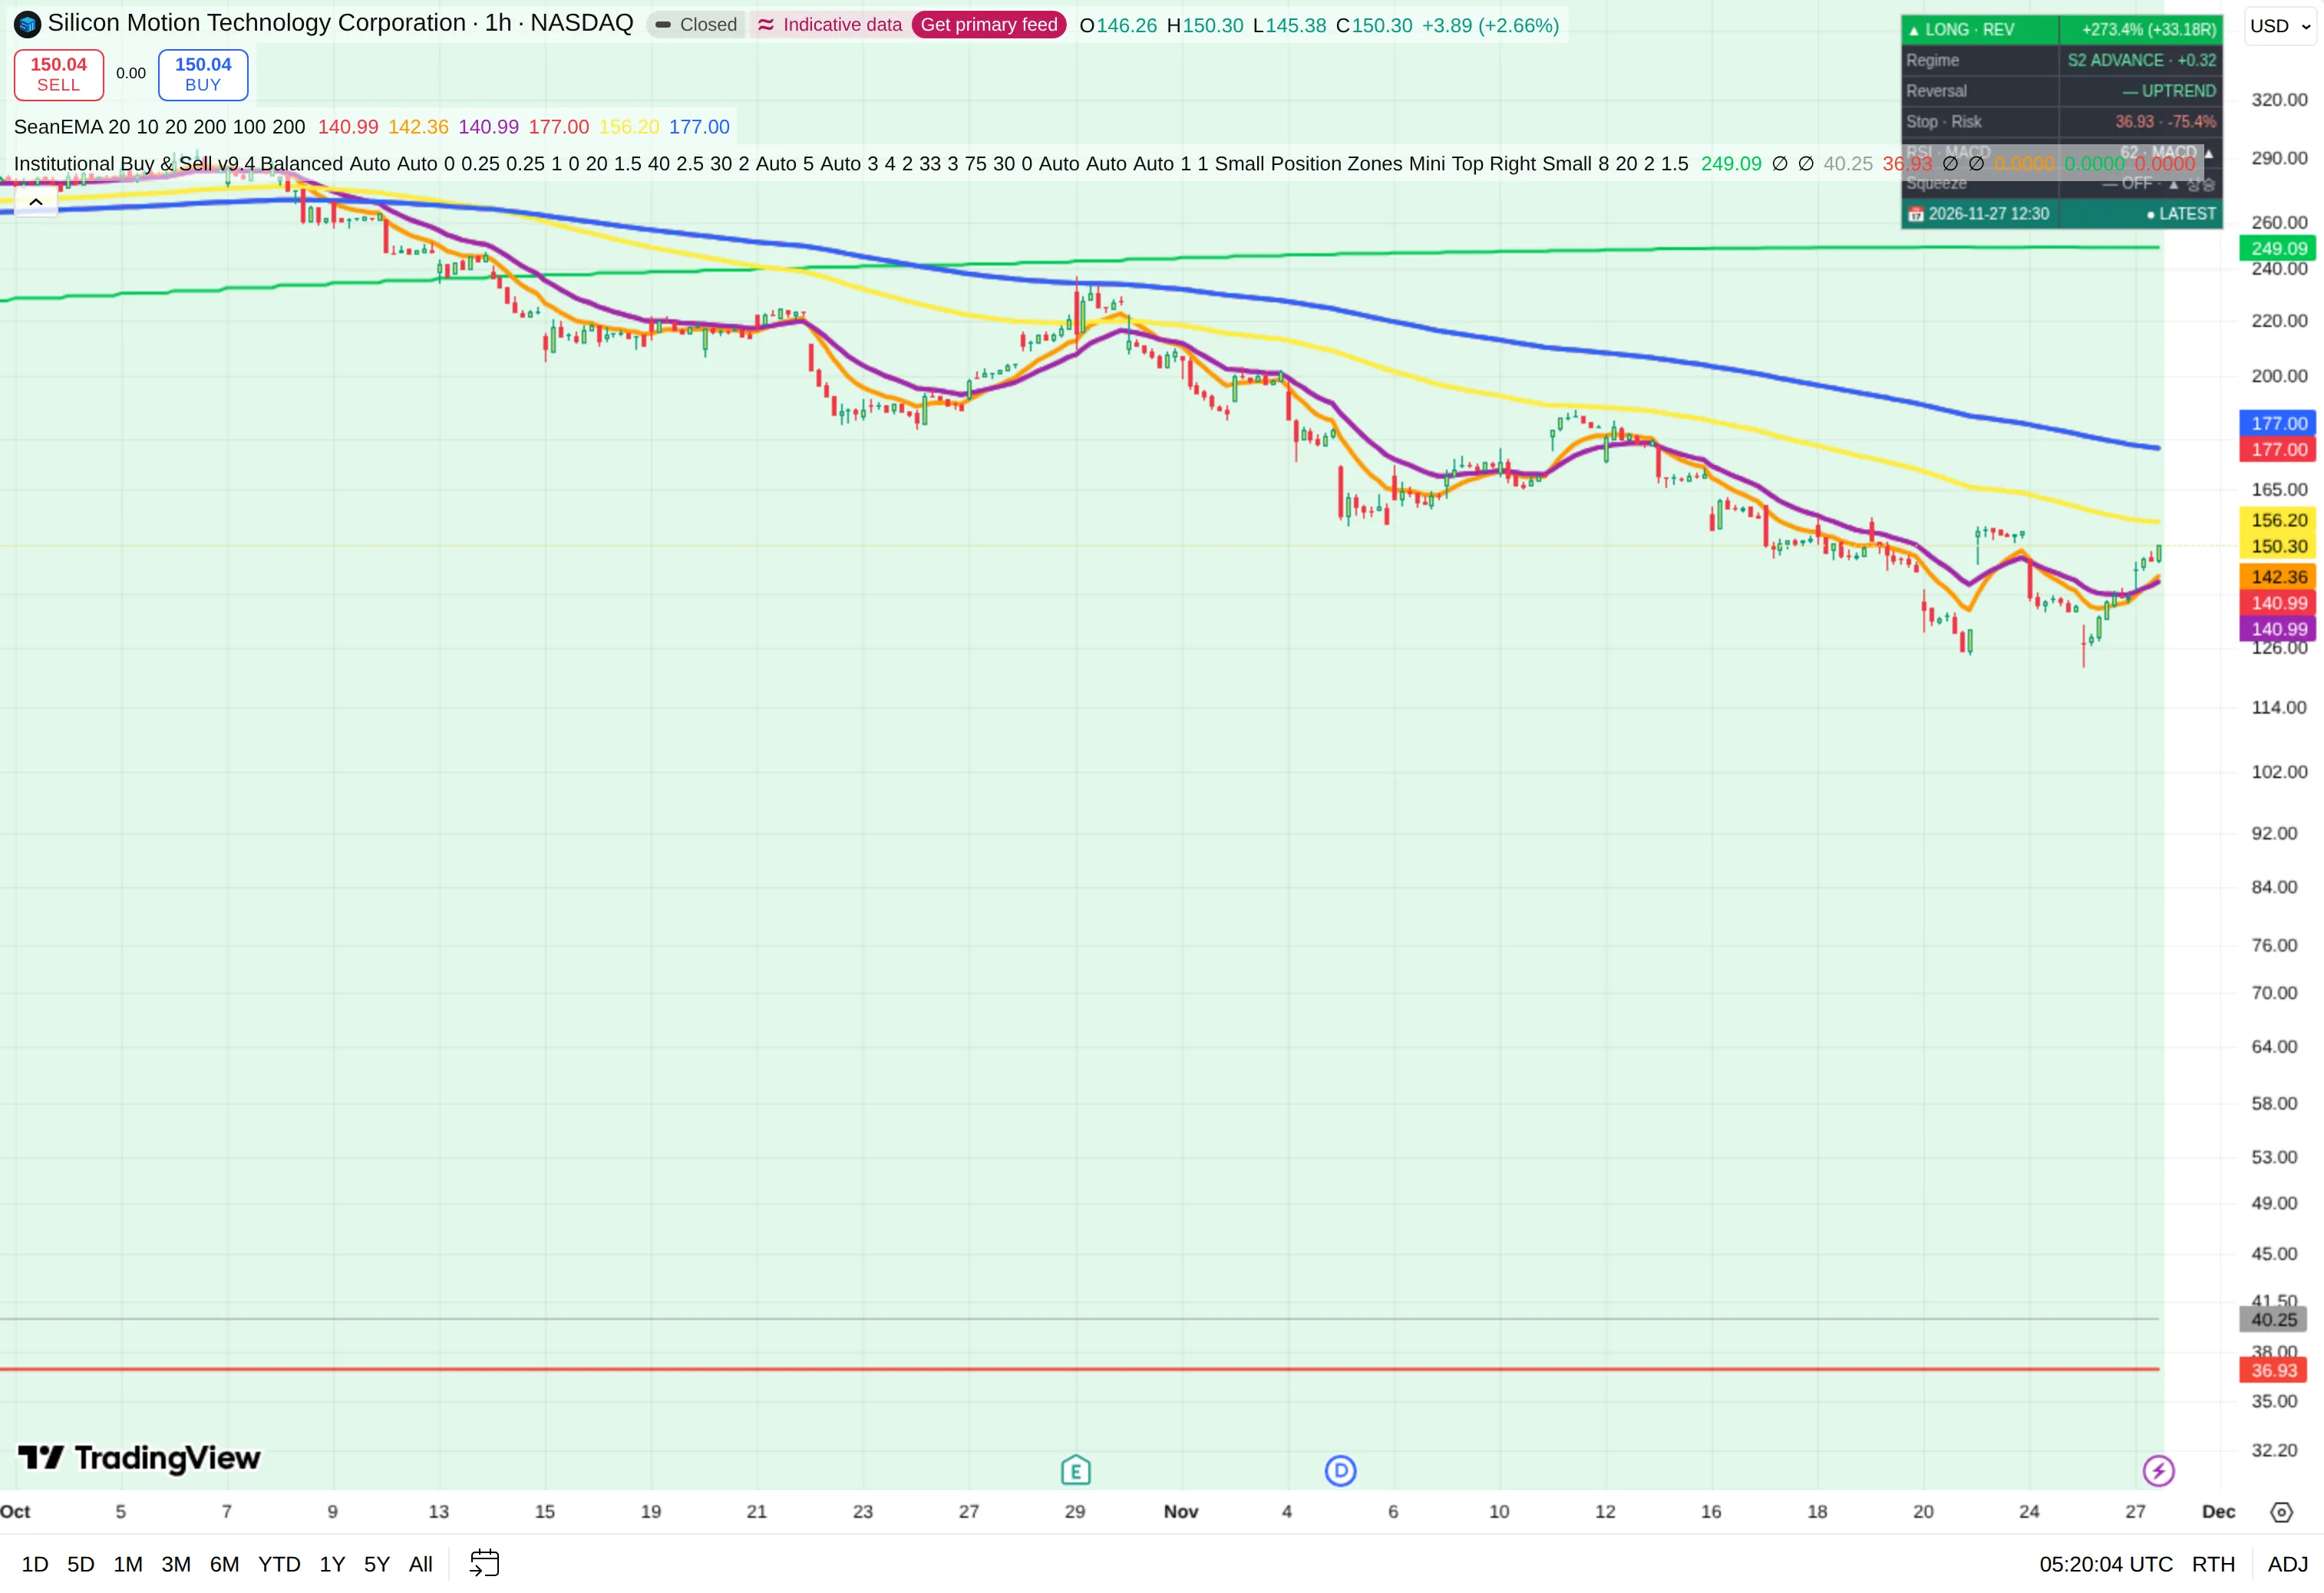 Silicon Motion Technology Corporation · 1h · NASDAQ Closed Indicative data Get primary feed O146.26 H150.30 L145.38 C150.30 +3.89 (+2.66%)
150.04 SELL 0.00 150.04 BUY
SeanEMA 20 10 20 200 100 200 140.99 142.36 140.99 177.00 156.20 177.00
Institutional Buy & Sell v9.4 Balanced Auto Auto 0 0.25 0.25 1 0 20 1.5 40 2.5 30 2 Auto 5 Auto 3 4 2 33 3 75 30 0 Auto Auto Auto 1 1 Small Position Zones Mini Top Right Small 8 20 2 1.5 249.09 ∅ ∅ 40.25 36.93 ∅ ∅ 0.0000 0.0000 0.0000
▲ LONG · REV +273.4% (+33.18R)
Regime S2 ADVANCE · +0.32
Reversal — UPTREND
Stop · Risk 36.93 · -75.4%
RSI · MACD 62 · MACD ▲
Squeeze — OFF · ▲ 상승
2026-11-27 12:30 ● LATEST
USD
320.00
290.00
260.00
249.09
240.00
220.00
200.00
177.00
177.00
165.00
156.20
150.30
142.36
140.99
140.99
126.00
114.00
102.00
92.00
84.00
76.00
70.00
64.00
58.00
53.00
49.00
45.00
41.50
40.25
38.00
36.93
35.00
32.20
TradingView
E D
Oct 5 7 9 13 15 19 21 23 27 29 Nov 4 6 10 12 16 18 20 24 27 Dec
1D 5D 1M 3M 6M YTD 1Y 5Y All 05:20:04 UTC RTH ADJ